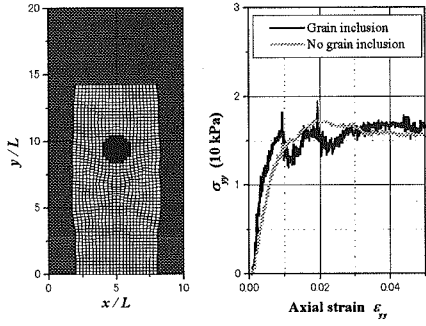 20
15
10
5
0
y / L
0 5 10
x / L
Grain inclusion
No grain inclusion
3
2
1
0
σyy (10 kPa)
0.00 0.02 0.04
Axial strain εyy